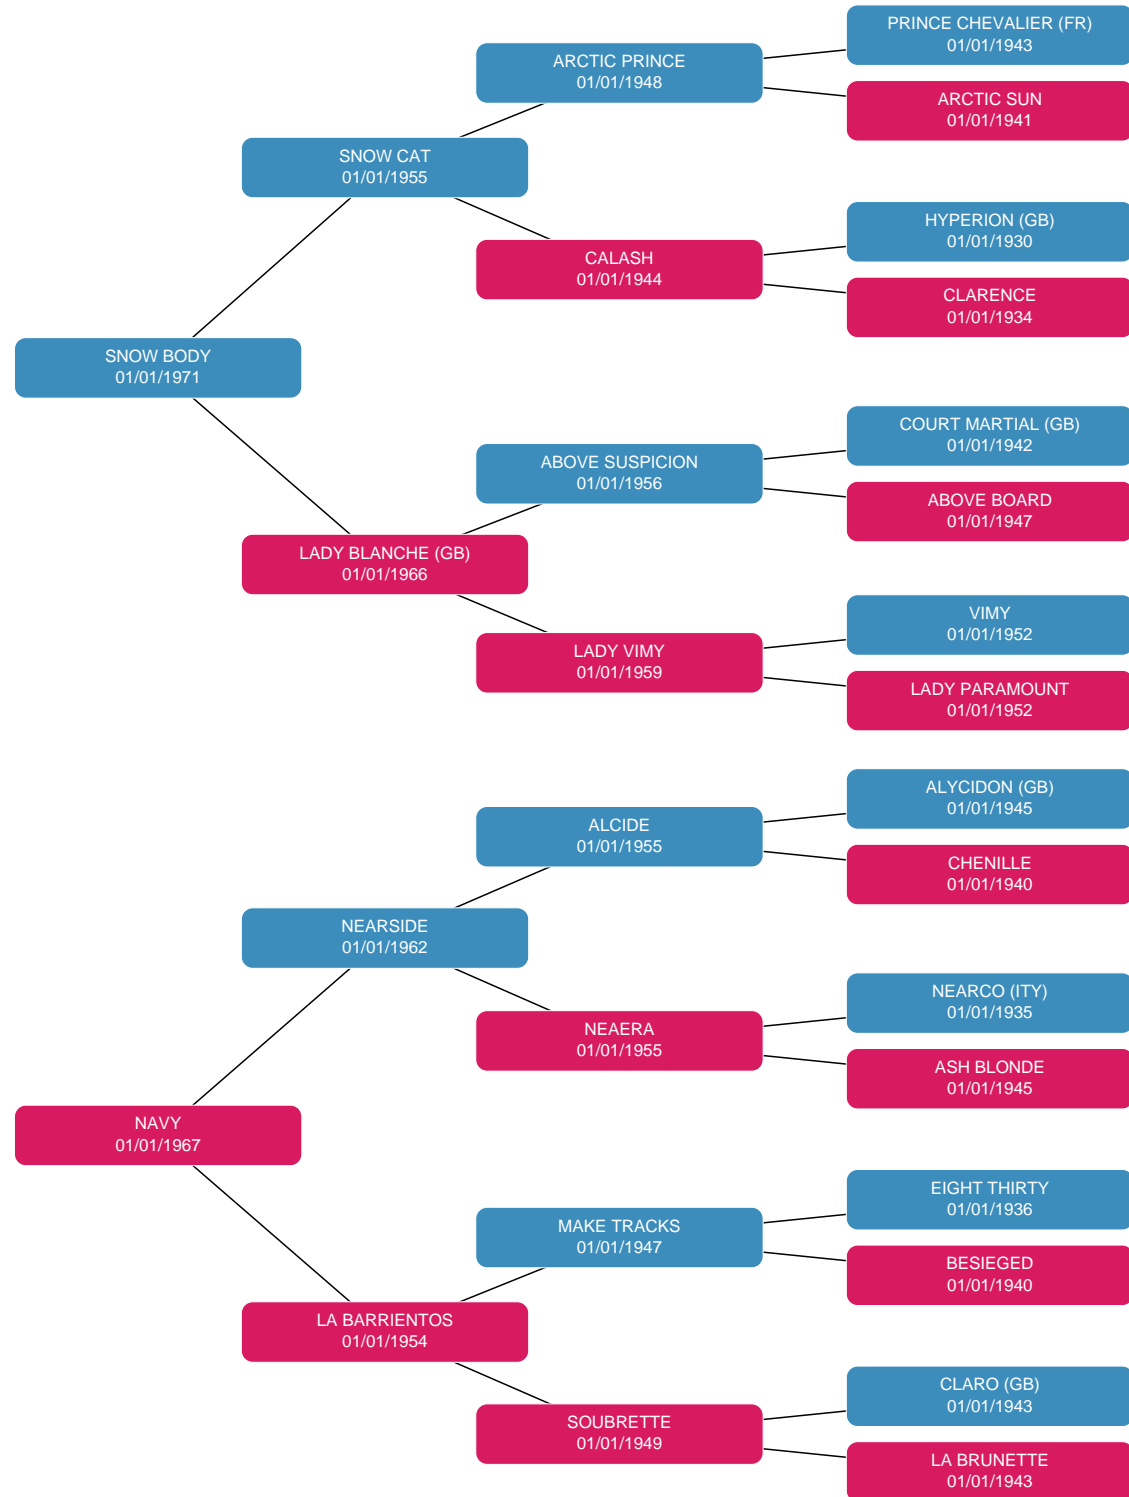 PRINCE CHEVALIER (FR)
01/01/1943
ARCTIC PRINCE
01/01/1948
ARCTIC SUN
01/01/1941
SNOW CAT
01/01/1955
HYPERION (GB)
01/01/1930
CALASH
01/01/1944
CLARENCE
01/01/1934
SNOW BODY
01/01/1971
COURT MARTIAL (GB)
01/01/1942
ABOVE SUSPICION
01/01/1956
ABOVE BOARD
01/01/1947
LADY BLANCHE (GB)
01/01/1966
VIMY
01/01/1952
LADY VIMY
01/01/1959
LADY PARAMOUNT
01/01/1952
ALYCIDON (GB)
01/01/1945
ALCIDE
01/01/1955
CHENILLE
01/01/1940
NEARSIDE
01/01/1962
NEARCO (ITY)
01/01/1935
NEAERA
01/01/1955
ASH BLONDE
01/01/1945
NAVY
01/01/1967
EIGHT THIRTY
01/01/1936
MAKE TRACKS
01/01/1947
BESIEGED
01/01/1940
LA BARRIENTOS
01/01/1954
CLARO (GB)
01/01/1943
SOUBRETTE
01/01/1949
LA BRUNETTE
01/01/1943